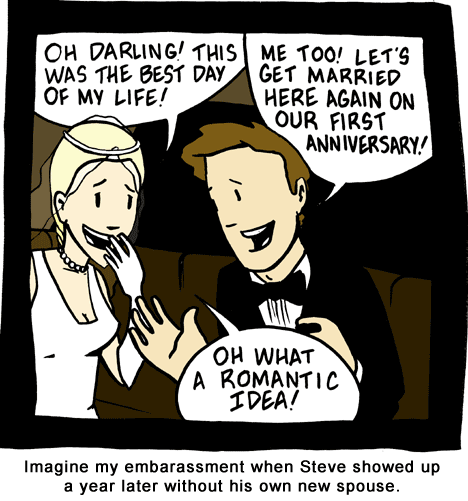 OH DARLING! THIS
WAS THE BEST DAY
OF MY LIFE!
ME TOO! LET'S
GET MARRIED
HERE AGAIN ON
OUR FIRST
ANNIVERSARY!
OH WHAT
A ROMANTIC
IDEA!
Imagine my embarassment when Steve showed up
a year later without his own new spouse.